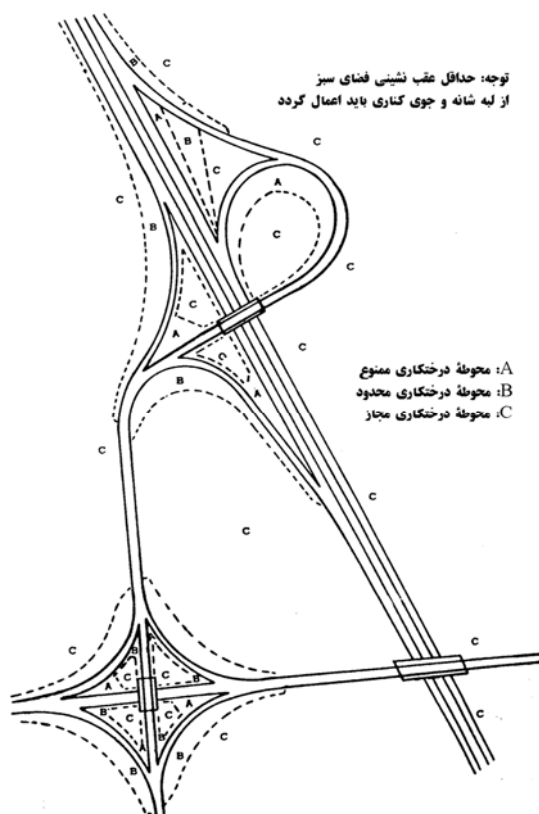 توجه: حداقل عقب نشینی فضای سبز
از لبه شانه و جوی کناری باید اعمال گردد
A: محوطهٔ درختکاری ممنوع
B: محوطهٔ درختکاری محدود
C: محوطهٔ درختکاری مجاز
B
C
A
B
C
C
A
C
B
C
C
C
C
A
C
C
A
B
C
C
C
C
C
C
A
B
A
C
C
B
B
C
C
A
B
A
B
B
B
C
C